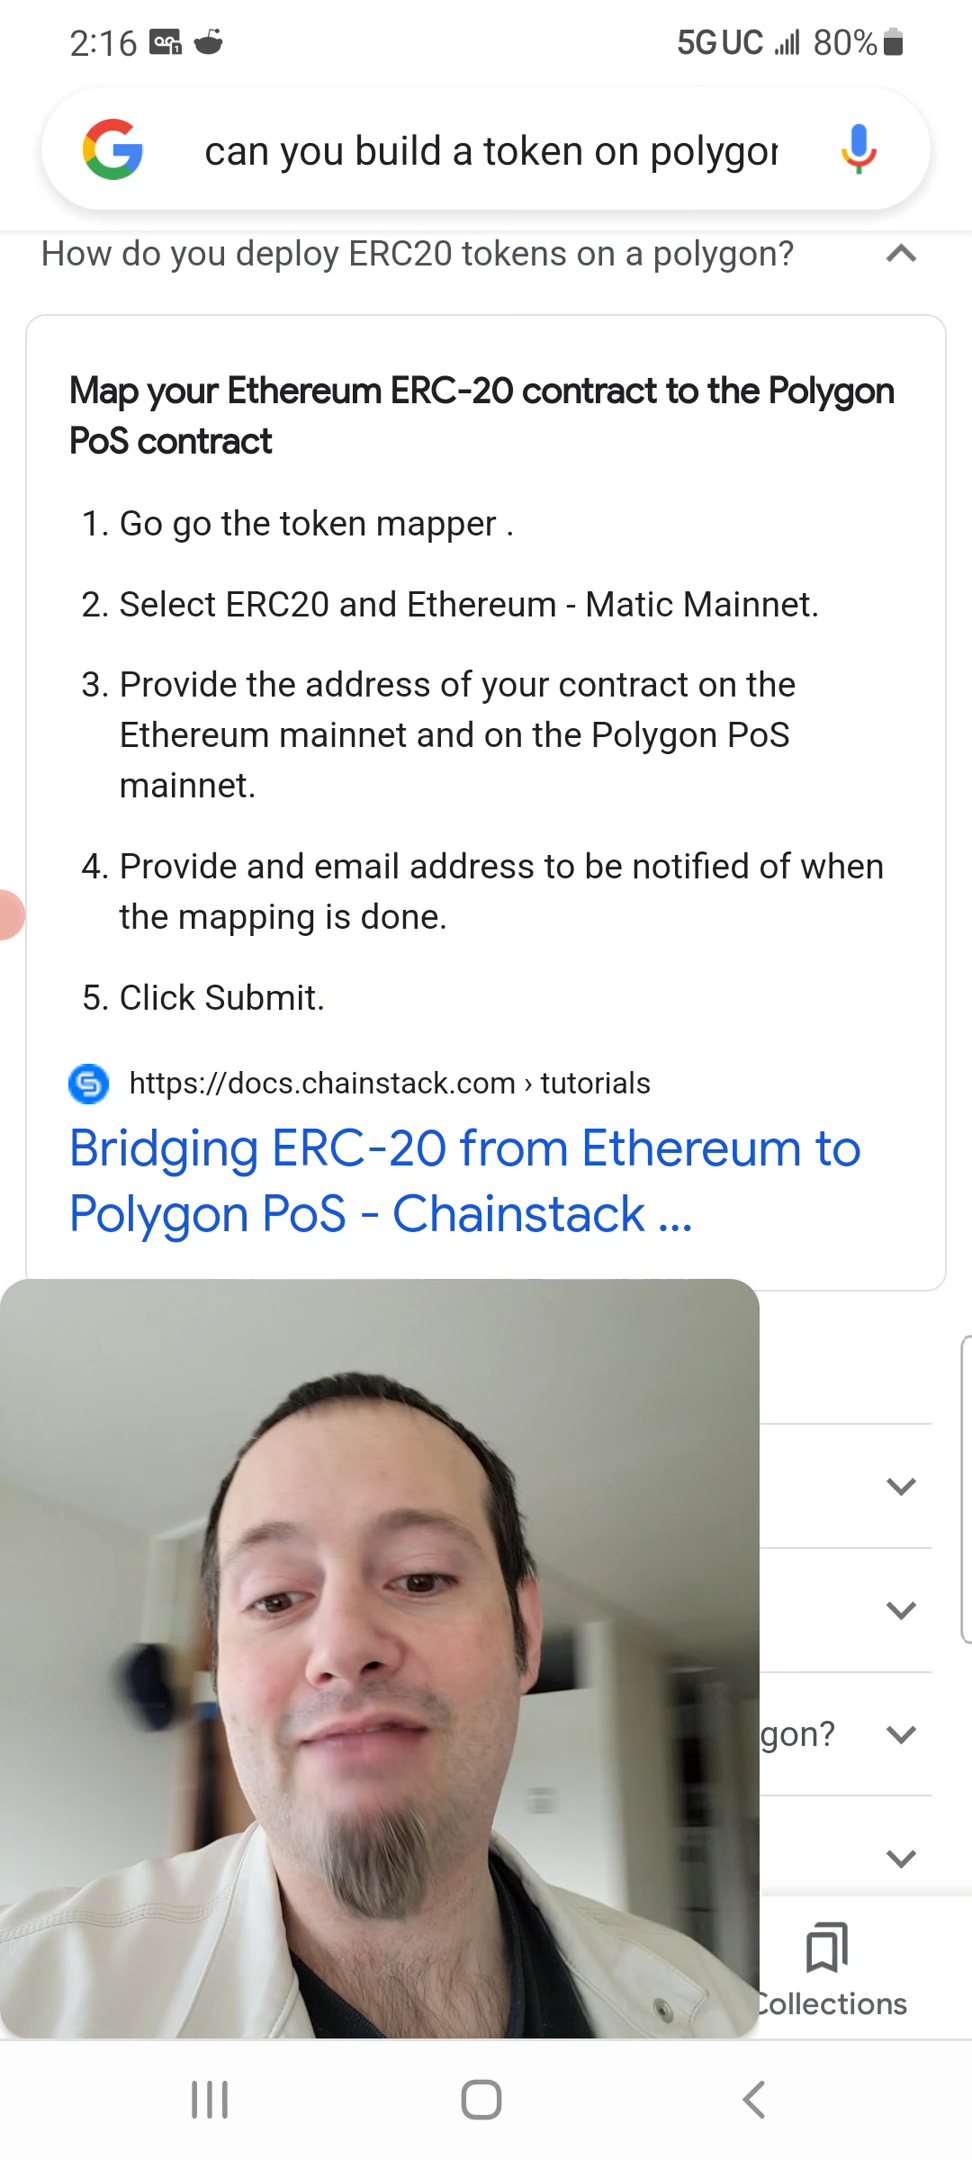 2:16
5G UC 80%
can you build a token on polygon
How do you deploy ERC20 tokens on a polygon?
Map your Ethereum ERC-20 contract to the Polygon
PoS contract
1. Go go the token mapper .
2. Select ERC20 and Ethereum - Matic Mainnet.
3. Provide the address of your contract on the
Ethereum mainnet and on the Polygon PoS
mainnet.
4. Provide and email address to be notified of when
the mapping is done.
5. Click Submit.
https://docs.chainstack.com › tutorials
Bridging ERC-20 from Ethereum to
Polygon PoS - Chainstack ...
gon?
Collections